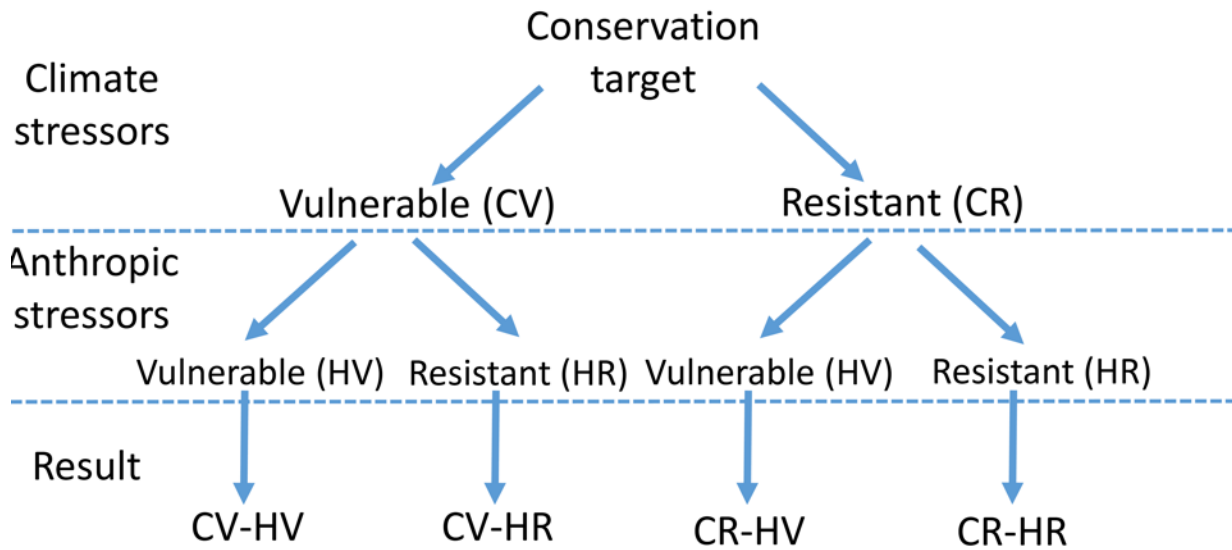 Conservation
target
Climate
stressors
Vulnerable (CV) Resistant (CR)
Anthropic
stressors
Vulnerable (HV) Resistant (HR) Vulnerable (HV) Resistant (HR)
Result
CV-HV CV-HR CR-HV CR-HR